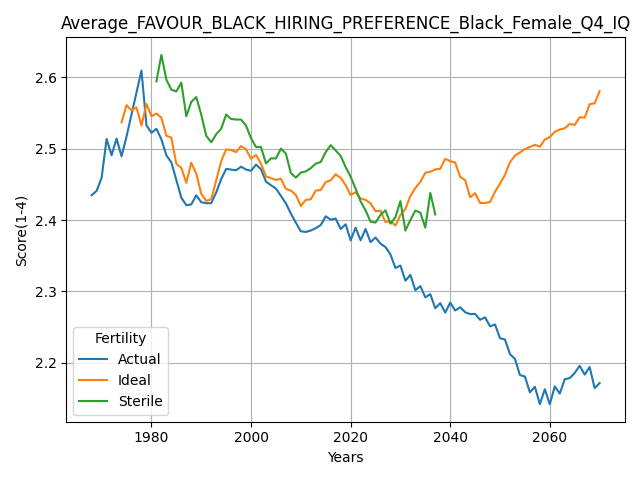 Average_FAVOUR_BLACK_HIRING_PREFERENCE_Black_Female_Q4_IQ
2.6
2.5
2.4
2.3
2.2
Score(1-4)
Fertility
Actual
Ideal
Sterile
1980
2000
2020
2040
2060
Years